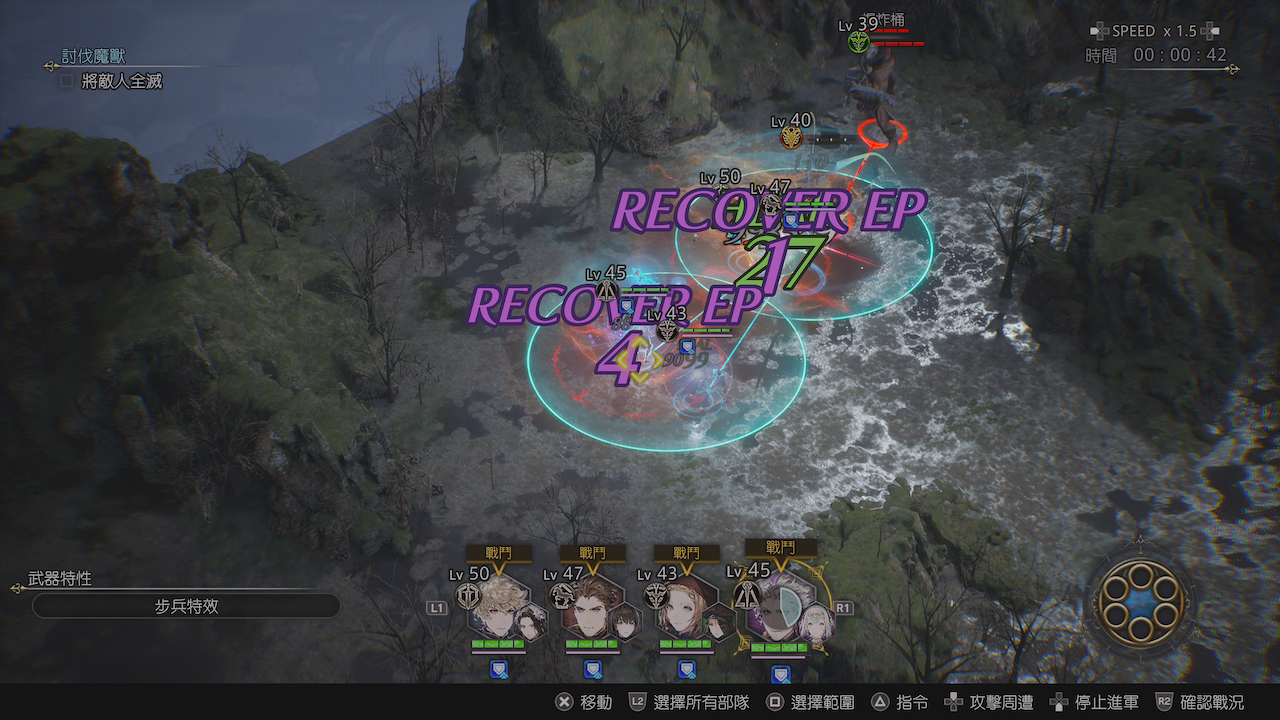 討伐魔獸
將敵人全滅
Lv 39 爆炸桶
SPEED x 1.5
時間 00 : 00 : 42
Lv 40
Lv 50
Lv 47
RECOVER EP
17
Lv 45
RECOVER EP
Lv 43
4
武器特性
步兵特效
戰鬥 戰鬥 戰鬥 戰鬥
Lv 50 Lv 47 Lv 43 Lv 45
L1 R1
移動 L2 選擇所有部隊 選擇範圍 指令 攻擊周遭 停止進軍 R2 確認戰況